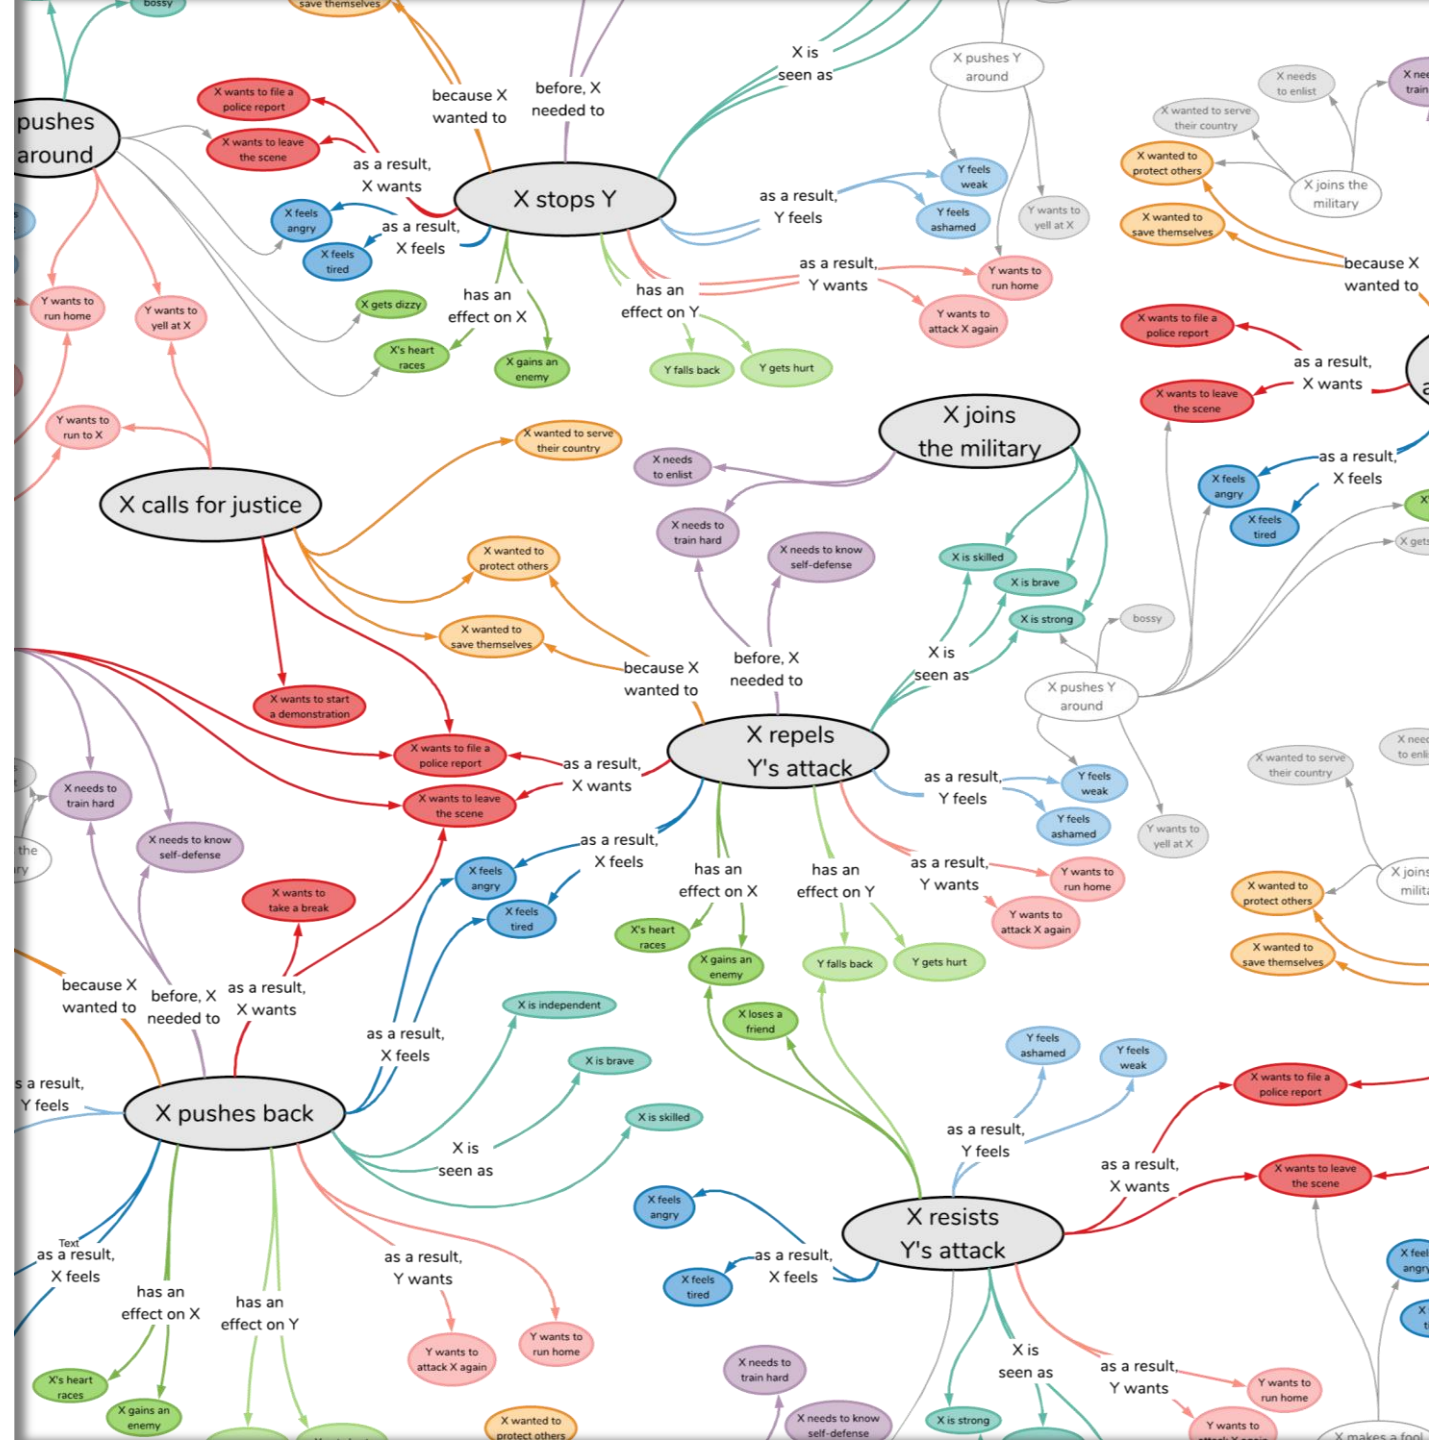 bossy
save themselves
pushes
around
X wants to file a
police report
X wants to leave
the scene
because X
wanted to
before, X
needed to
X is
seen as
X pushes Y
around
X needs
to enlist
X wanted to serve
their country
X nee
train
as a result,
X wants
X stops Y
X feels
angry
as a result,
X feels
X feels
tired
as a result,
Y feels
Y feels
weak
Y feels
ashamed
Y wants to
yell at X
X wanted to
protect others
X joins the
military
X wanted to
save themselves
Y wants to
run home
Y wants to
yell at X
X gets dizzy
X's heart
races
has an
effect on X
X gains an
enemy
has an
effect on Y
Y falls back
Y gets hurt
as a result,
Y wants
Y wants to
run home
Y wants to
attack X again
because X
wanted to
X wants to file a
police report
as a result,
X wants
X wants to leave
the scene
Y wants to
run to X
X wanted to serve
their country
X joins
the military
X needs
to enlist
as a result,
X feels
X feels
angry
X feels
tired
X gets
X calls for justice
X wanted to
protect others
X needs to
train hard
X needs to know
self-defense
X is skilled
X is brave
X is strong
bossy
X wanted to
save themselves
because X
wanted to
before, X
needed to
X is
seen as
X pushes Y
around
X wants to start
a demonstration
X wants to file a
police report
X wants to leave
the scene
as a result,
X wants
X repels
Y's attack
as a result,
Y feels
Y feels
weak
Y feels
ashamed
Y wants to
yell at X
X wanted to serve
their country
X need
to enli
X needs to
train hard
X needs to know
self-defense
the
ry
as a result,
X feels
X feels
angry
X feels
tired
X wants to
take a break
has an
effect on X
has an
effect on Y
as a result,
Y wants
Y wants to
run home
Y wants to
attack X again
X wanted to
protect others
X joins
milita
X wanted to
save themselves
X's heart
races
X gains an
enemy
Y falls back
Y gets hurt
because X
wanted to
before, X
needed to
as a result,
X wants
X is independent
X loses a
friend
as a result,
X feels
X is brave
Y feels
ashamed
Y feels
weak
X wants to file a
police report
s a result,
Y feels
X pushes back
X is skilled
X is
seen as
as a result,
Y feels
as a result,
X wants
X wants to leave
the scene
X feels
angry
X resists
Y's attack
Text
as a result,
X feels
as a result,
Y wants
as a result,
X feels
X feels
tired
X feel
angry
has an
effect on X
has an
effect on Y
Y wants to
attack X again
Y wants to
run home
X needs to
train hard
X is
seen as
as a result,
Y wants
Y wants to
run home
X's heart
races
X gains an
enemy
X wanted to
protect others
X needs to know
self-defense
X is strong
Y wants to
attack X again
X makes a fool